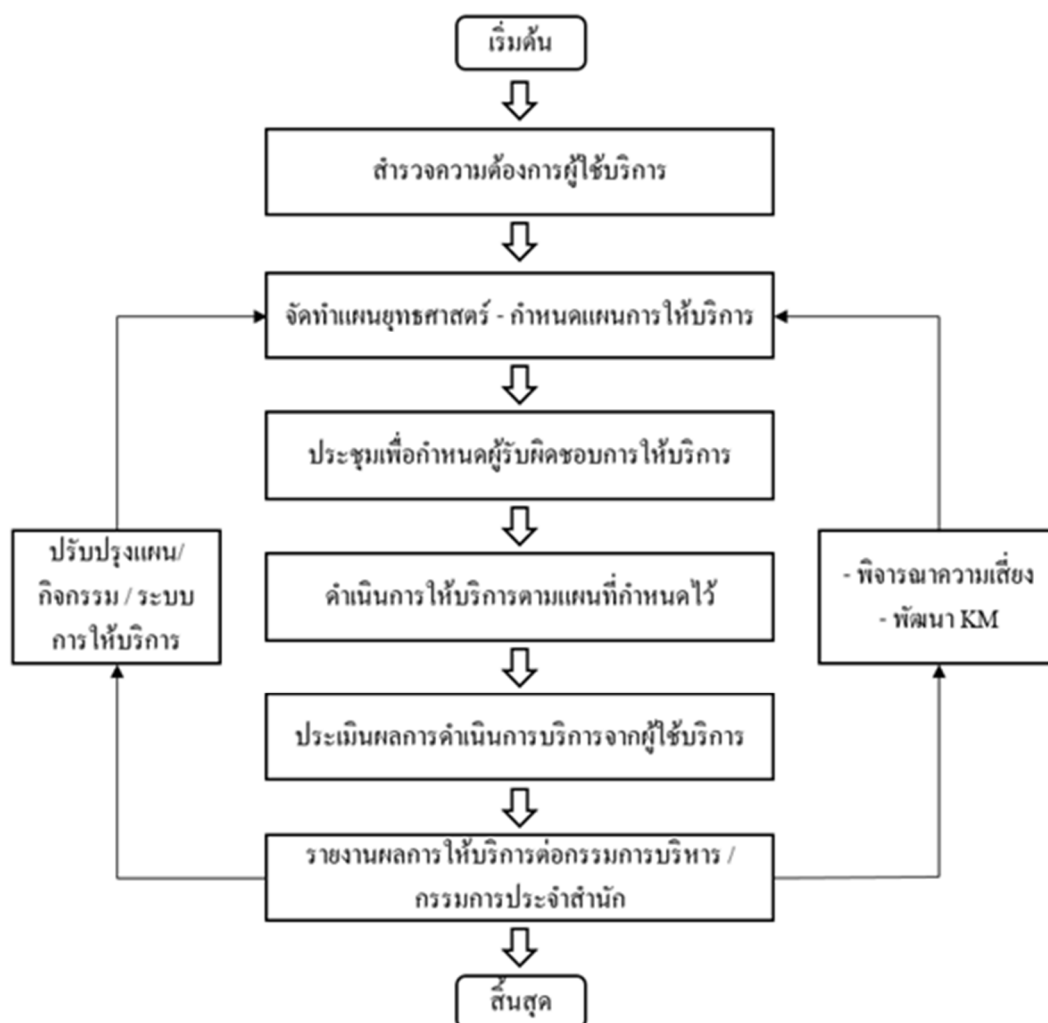 เริ่มต้น
สำรวจความต้องการผู้ใช้บริการ
จัดทำแผนยุทธศาสตร์ - กำหนดแผนการให้บริการ
ประชุมเพื่อกำหนดผู้รับผิดชอบการให้บริการ
ปรับปรุงแผน/
กิจกรรม / ระบบ
การให้บริการ
ดำเนินการให้บริการตามแผนที่กำหนดไว้
- พิจารณาความเสี่ยง
- พัฒนา KM
ประเมินผลการดำเนินการบริการจากผู้ใช้บริการ
รายงานผลการให้บริการต่อกรรมการบริหาร /
กรรมการประจำสำนัก
สิ้นสุด